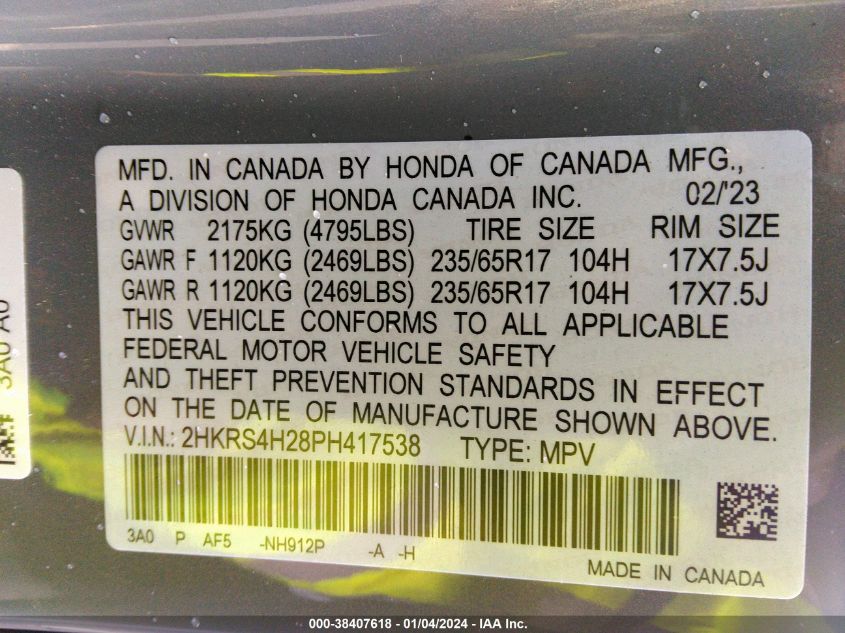 MFD. IN CANADA BY HONDA OF CANADA MFG.,
A DIVISION OF HONDA CANADA INC. 02/'23
GVWR 2175KG (4795LBS) TIRE SIZE RIM SIZE
GAWR F 1120KG (2469LBS) 235/65R17 104H 17X7.5J
GAWR R 1120KG (2469LBS) 235/65R17 104H 17X7.5J
THIS VEHICLE CONFORMS TO ALL APPLICABLE
FEDERAL MOTOR VEHICLE SAFETY
AND THEFT PREVENTION STANDARDS IN EFFECT
ON THE DATE OF MANUFACTURE SHOWN ABOVE.
V.I.N.: 2HKRS4H28PH417538 TYPE: MPV
3A0 P AF5 -NH912P -A -H
MADE IN CANADA
3A0 A0
000-38407618 - 01/04/2024 - IAA Inc.